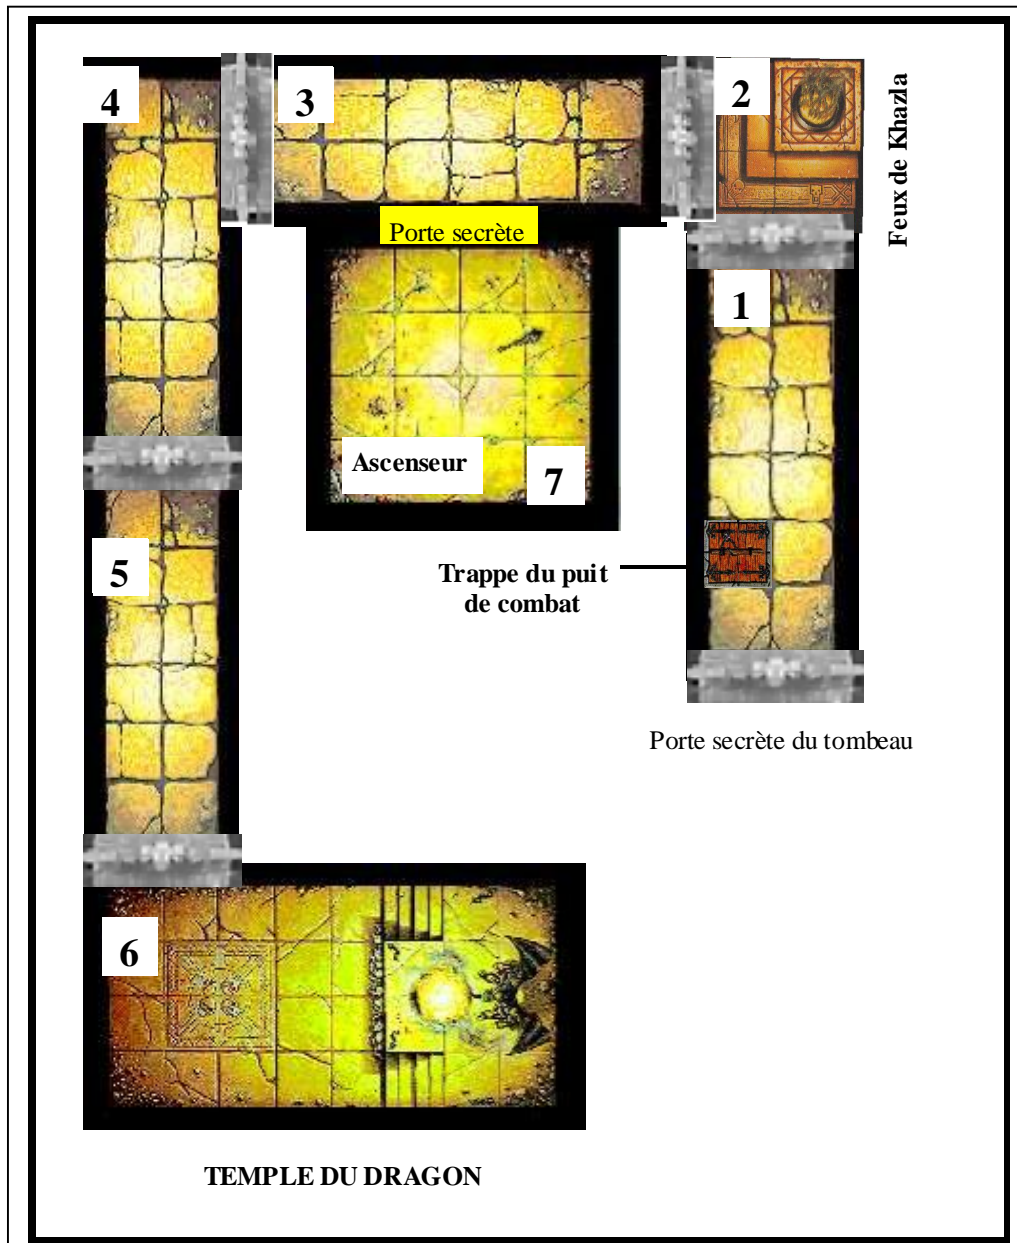 4
3
2
Feux de Khazla
Porte secrète
1
Ascenseur
7
5
Trappe du puit
de combat
Porte secrète du tombeau
6
TEMPLE DU DRAGON